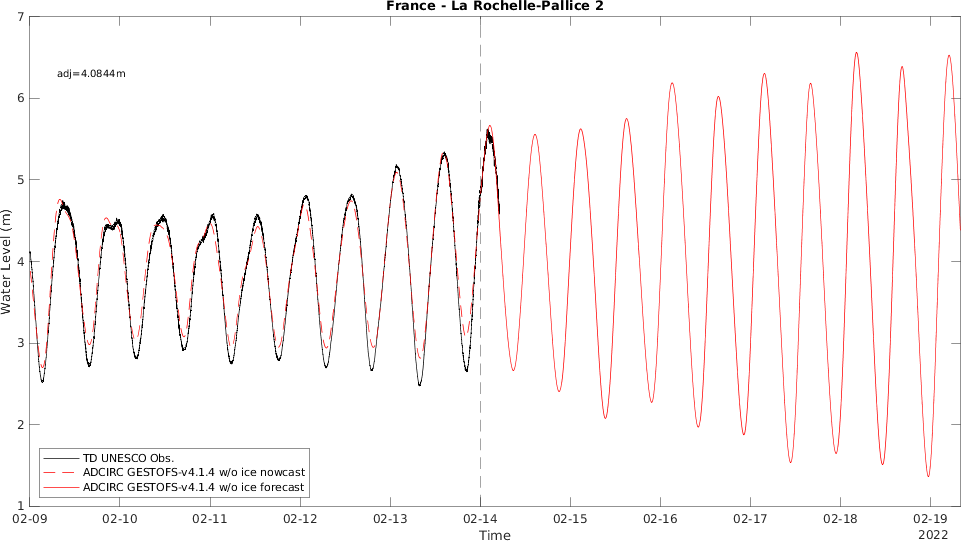 France - La Rochelle-Pallice 2
7
6
5
4
3
2
1
Water Level (m)
adj=4.0844m
TD UNESCO Obs.
ADCIRC GESTOFS-v4.1.4 w/o ice nowcast
ADCIRC GESTOFS-v4.1.4 w/o ice forecast
02-09 02-10 02-11 02-12 02-13 02-14 02-15 02-16 02-17 02-18 02-19
Time
2022